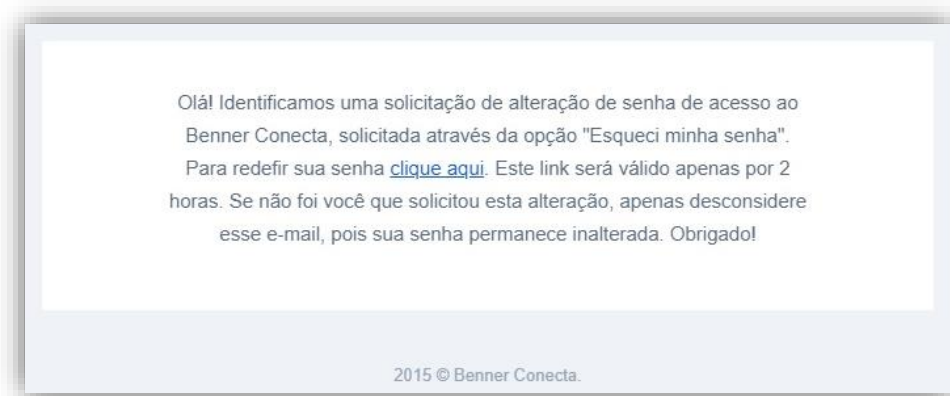 Olá! Identificamos uma solicitação de alteração de senha de acesso ao
Benner Conecta, solicitada através da opção "Esqueci minha senha".
Para redefir sua senha clique aqui. Este link será válido apenas por 2
horas. Se não foi você que solicitou esta alteração, apenas desconsidere
esse e-mail, pois sua senha permanece inalterada. Obrigado!
2015 © Benner Conecta.